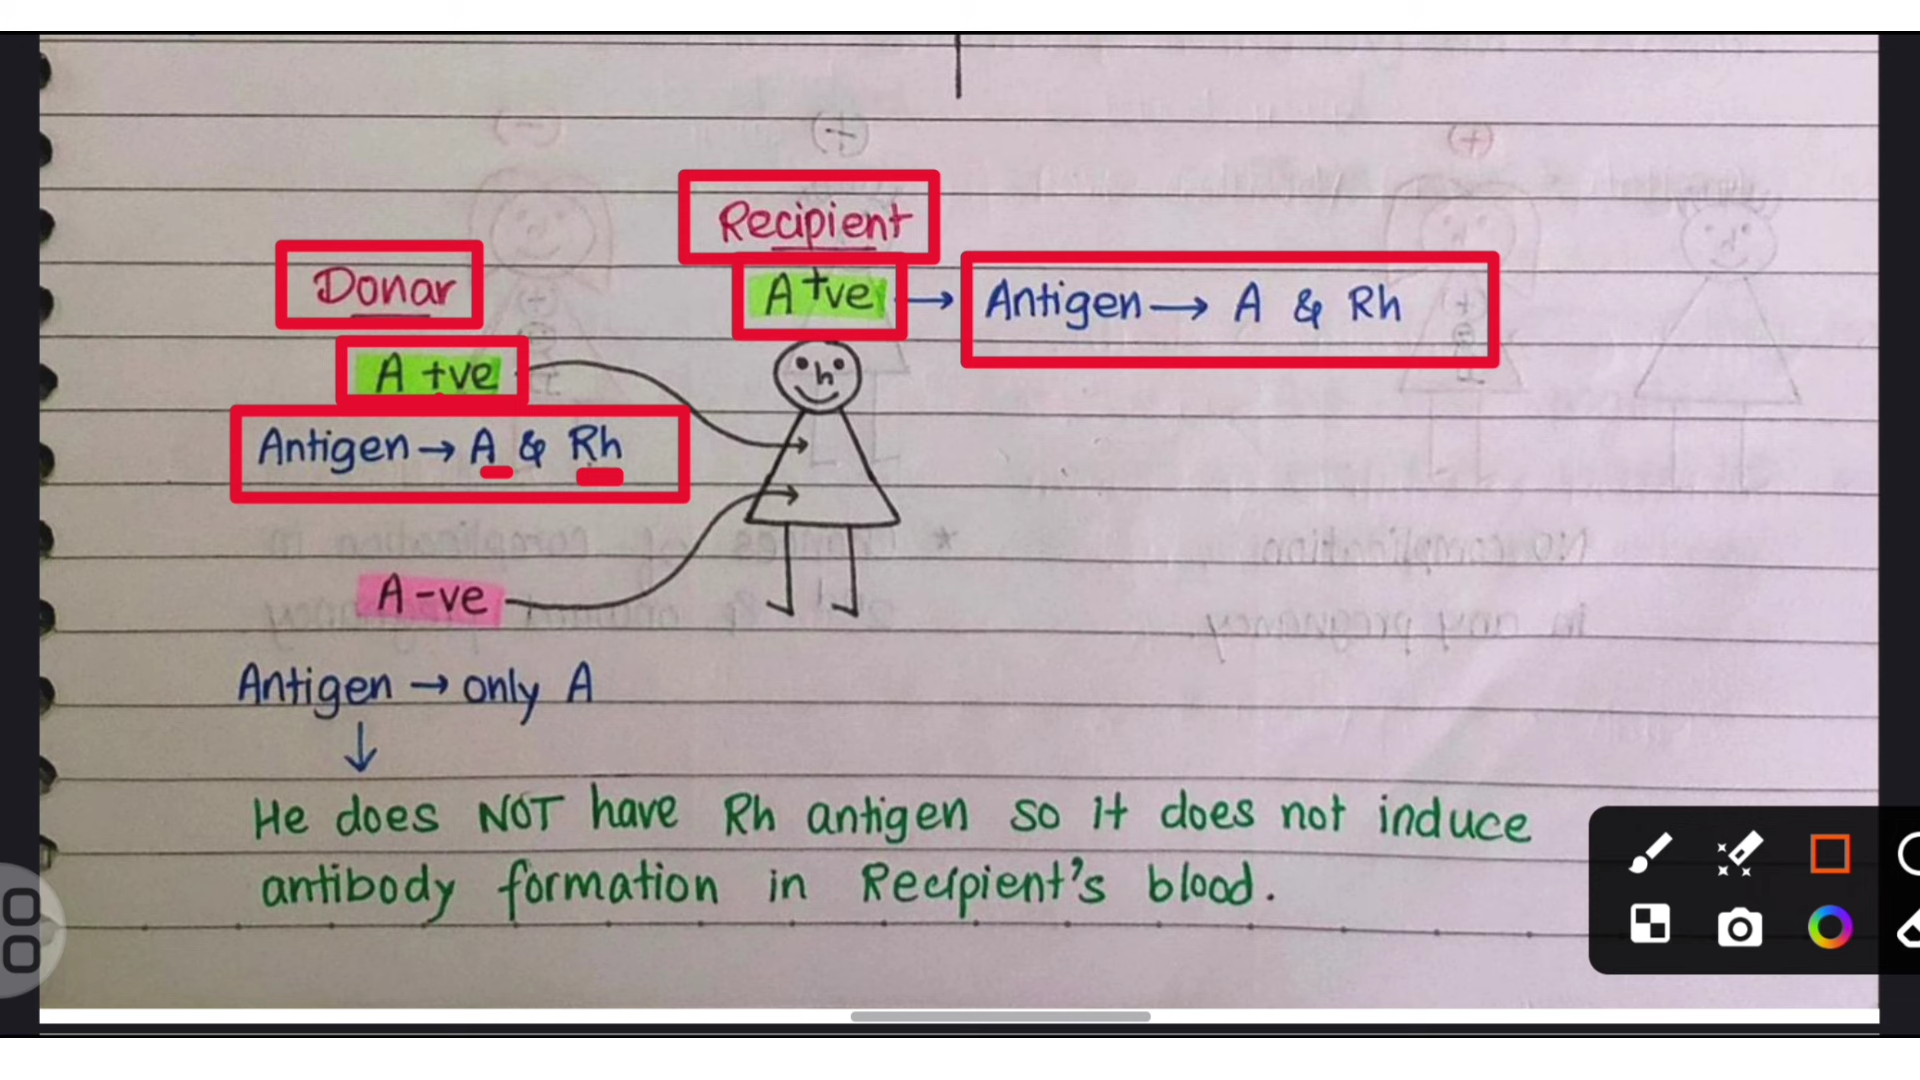 Recipient
Donar
A +ve → Antigen → A & Rh
A +ve
Antigen → A & Rh
A -ve
Antigen → only A
↓
He does NOT have Rh antigen so it does not induce
antibody formation in Recipient's blood.